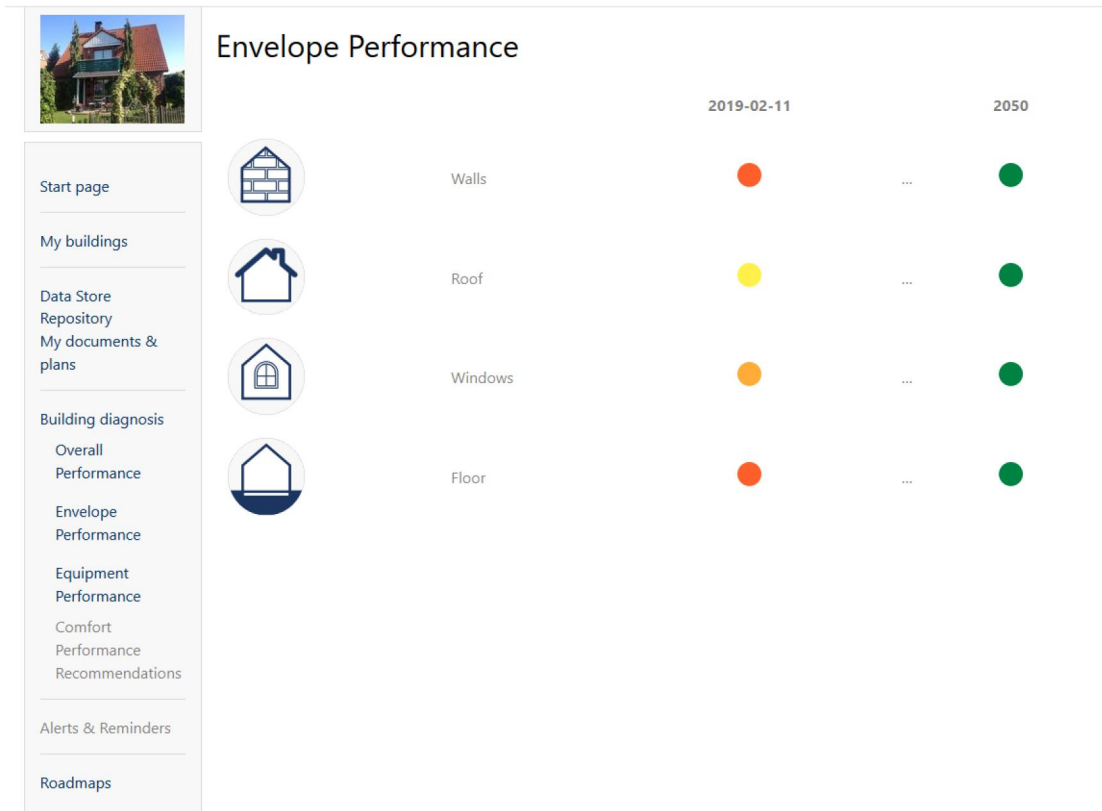 Envelope Performance
2019-02-11 2050
Walls ...
Roof ...
Windows ...
Floor ...
Start page
My buildings
Data Store
Repository
My documents &
plans
Building diagnosis
Overall
Performance
Envelope
Performance
Equipment
Performance
Comfort
Performance
Recommendations
Alerts & Reminders
Roadmaps